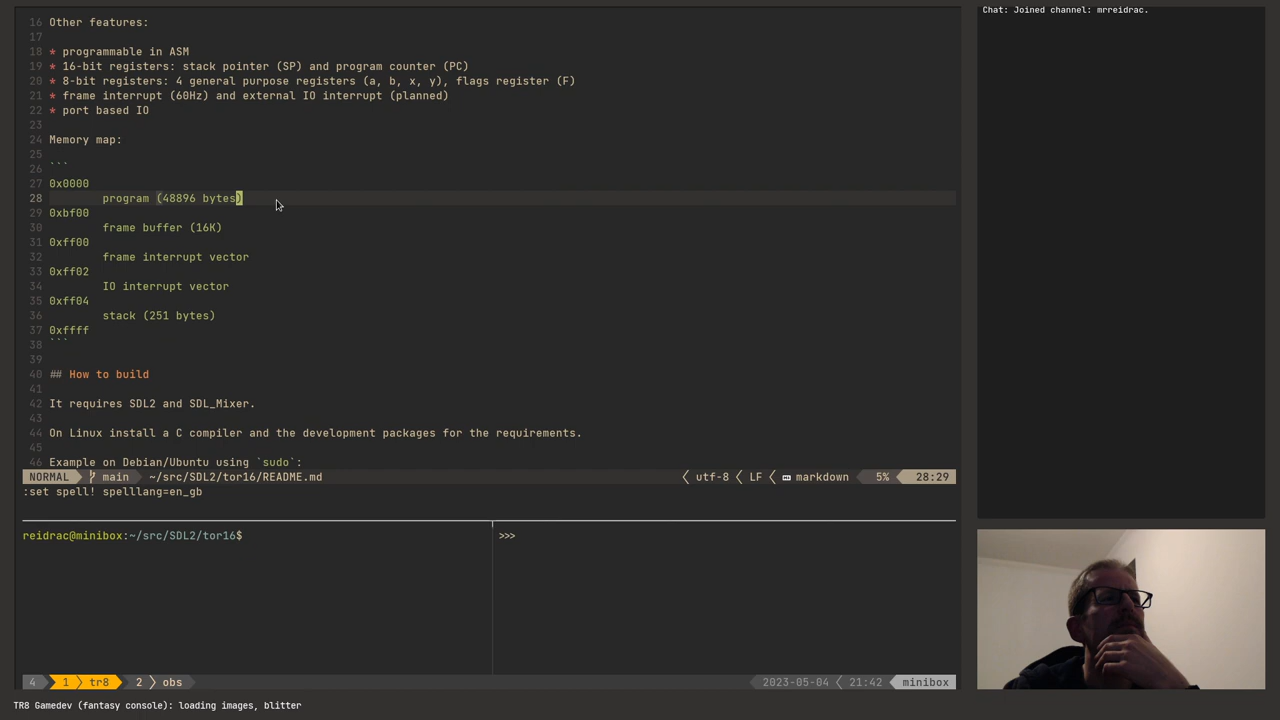 Chat: Joined channel: mrreidrac.
16 Other features:
17
18 * programmable in ASM
19 * 16-bit registers: stack pointer (SP) and program counter (PC)
20 * 8-bit registers: 4 general purpose registers (a, b, x, y), flags register (F)
21 * frame interrupt (60Hz) and external IO interrupt (planned)
22 * port based IO
23
24 Memory map:
25
26 ```
27 0x0000
28 program (48896 bytes)
29 0xbf00
30 frame buffer (16K)
31 0xff00
32 frame interrupt vector
33 0xff02
34 IO interrupt vector
35 0xff04
36 stack (251 bytes)
37 0xffff
38 ```
39
40 ## How to build
41
42 It requires SDL2 and SDL_Mixer.
43
44 On Linux install a C compiler and the development packages for the requirements.
45
46 Example on Debian/Ubuntu using `sudo`:
NORMAL main ~/src/SDL2/tor16/README.md utf-8 LF markdown 5% 28:29
:set spell! spelllang=en_gb
reidrac@minibox:~/src/SDL2/tor16$ >>>
4 1 tr8 2 obs 2023-05-04 21:42 minibox
TR8 Gamedev (fantasy console): loading images, blitter